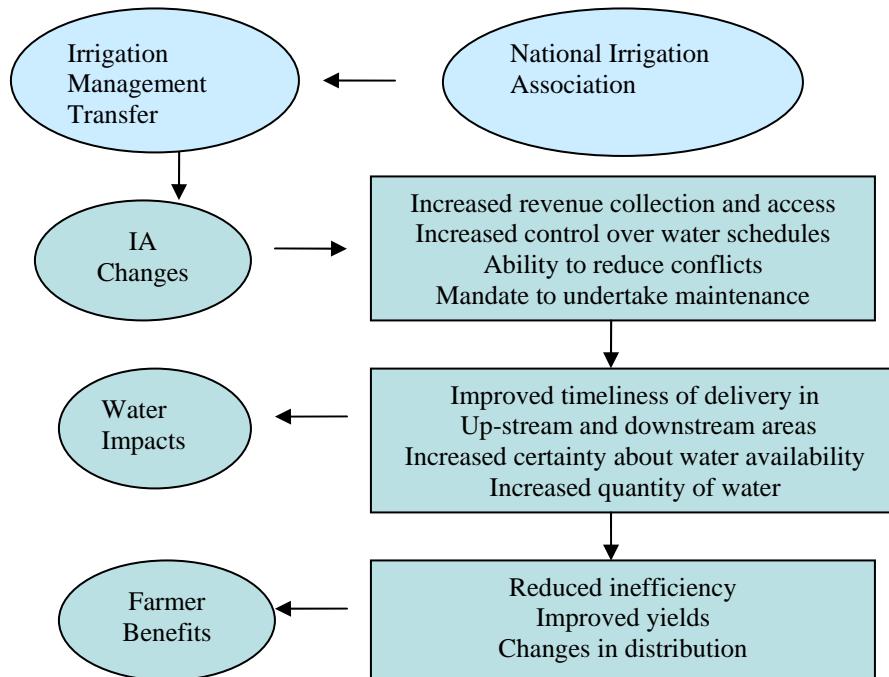 Irrigation
Management
Transfer
National Irrigation
Association
IA
Changes
Increased revenue collection and access
Increased control over water schedules
Ability to reduce conflicts
Mandate to undertake maintenance
Water
Impacts
Improved timeliness of delivery in
Up-stream and downstream areas
Increased certainty about water availability
Increased quantity of water
Farmer
Benefits
Reduced inefficiency
Improved yields
Changes in distribution